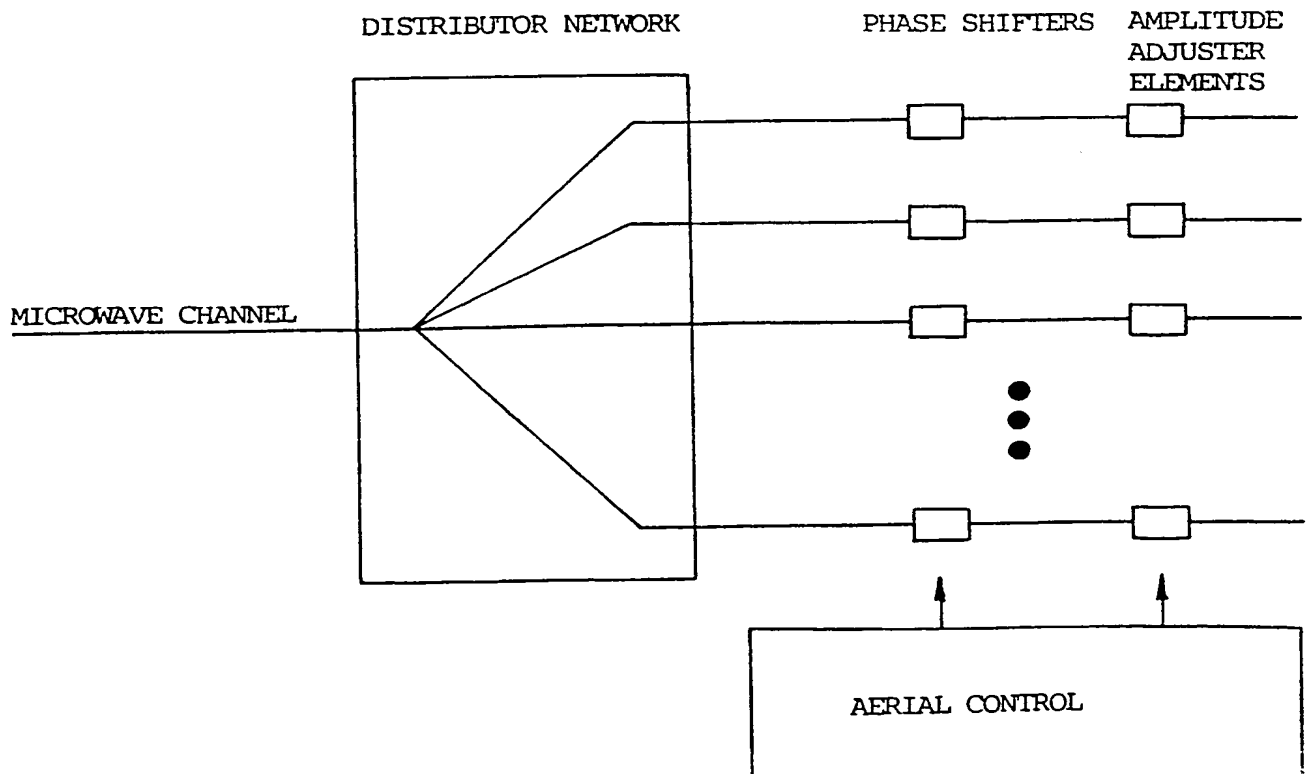 DISTRIBUTOR NETWORK
PHASE SHIFTERS
AMPLITUDE
ADJUSTER
ELEMENTS
MICROWAVE CHANNEL
AERIAL CONTROL